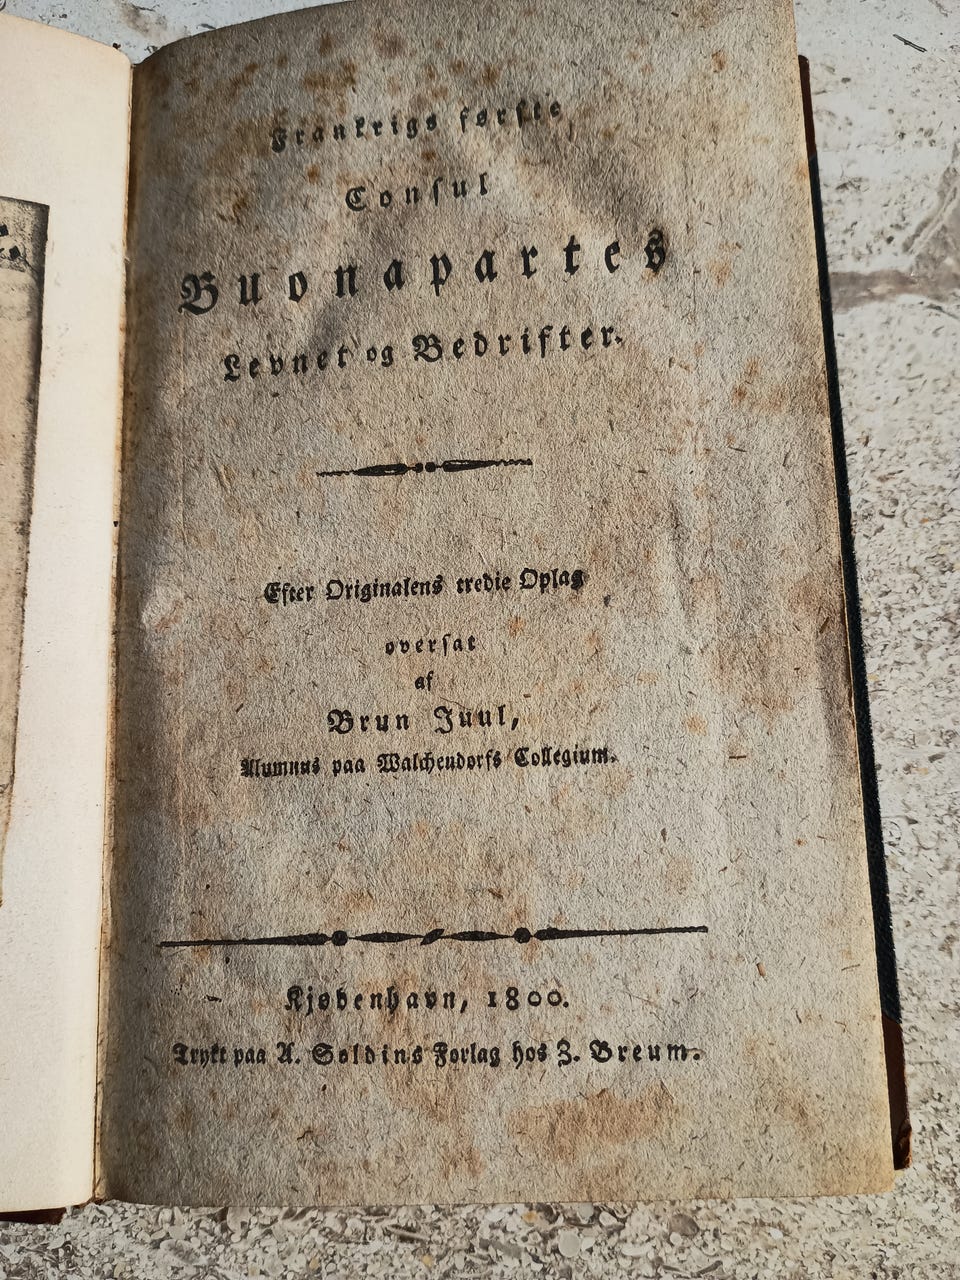 Frankrigs første
Consul
Buonapartes
Levnet og Bedrifter.
Efter Originalens tredie Oplag
oversat
af
Brun Juul,
Alumnus paa Walchendorfs Collegium.
Kjøbenhavn, 1800.
Trykt paa A. Soldins Forlag hos Z. Breum.